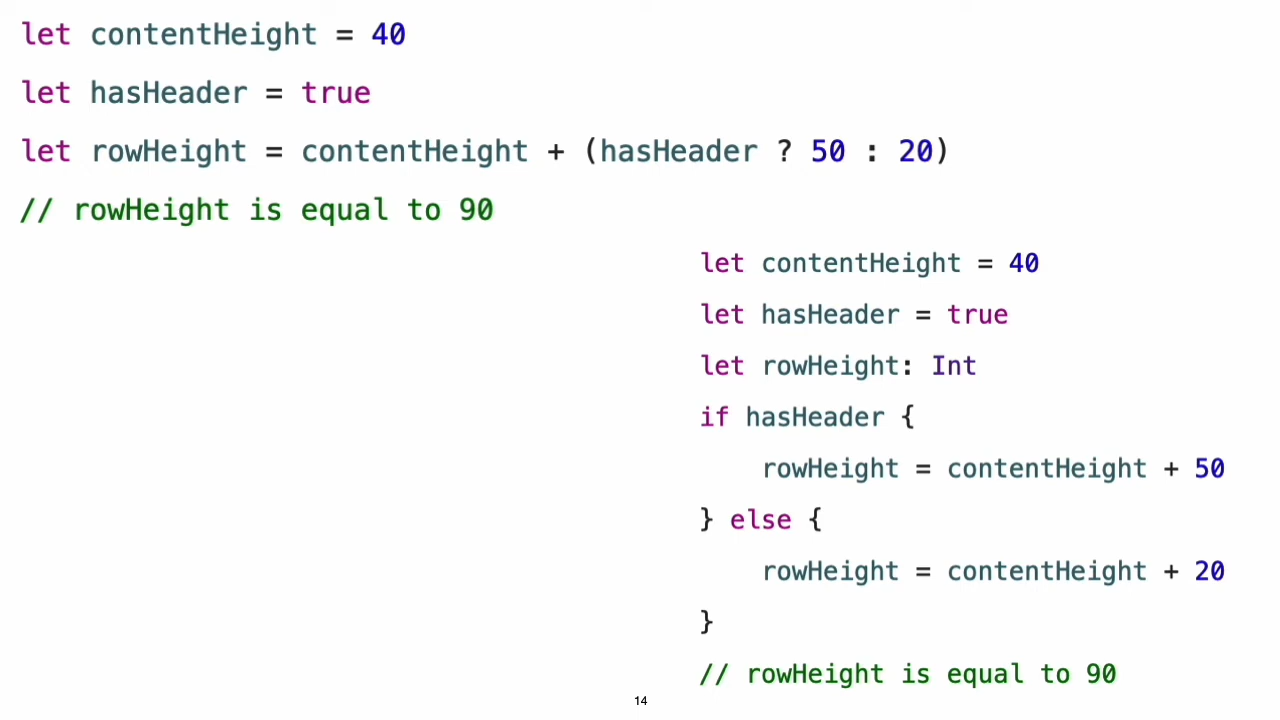 let contentHeight = 40
let hasHeader = true
let rowHeight = contentHeight + (hasHeader ? 50 : 20)
// rowHeight is equal to 90
let contentHeight = 40
let hasHeader = true
let rowHeight: Int
if hasHeader {
    rowHeight = contentHeight + 50
} else {
    rowHeight = contentHeight + 20
}
// rowHeight is equal to 90
14